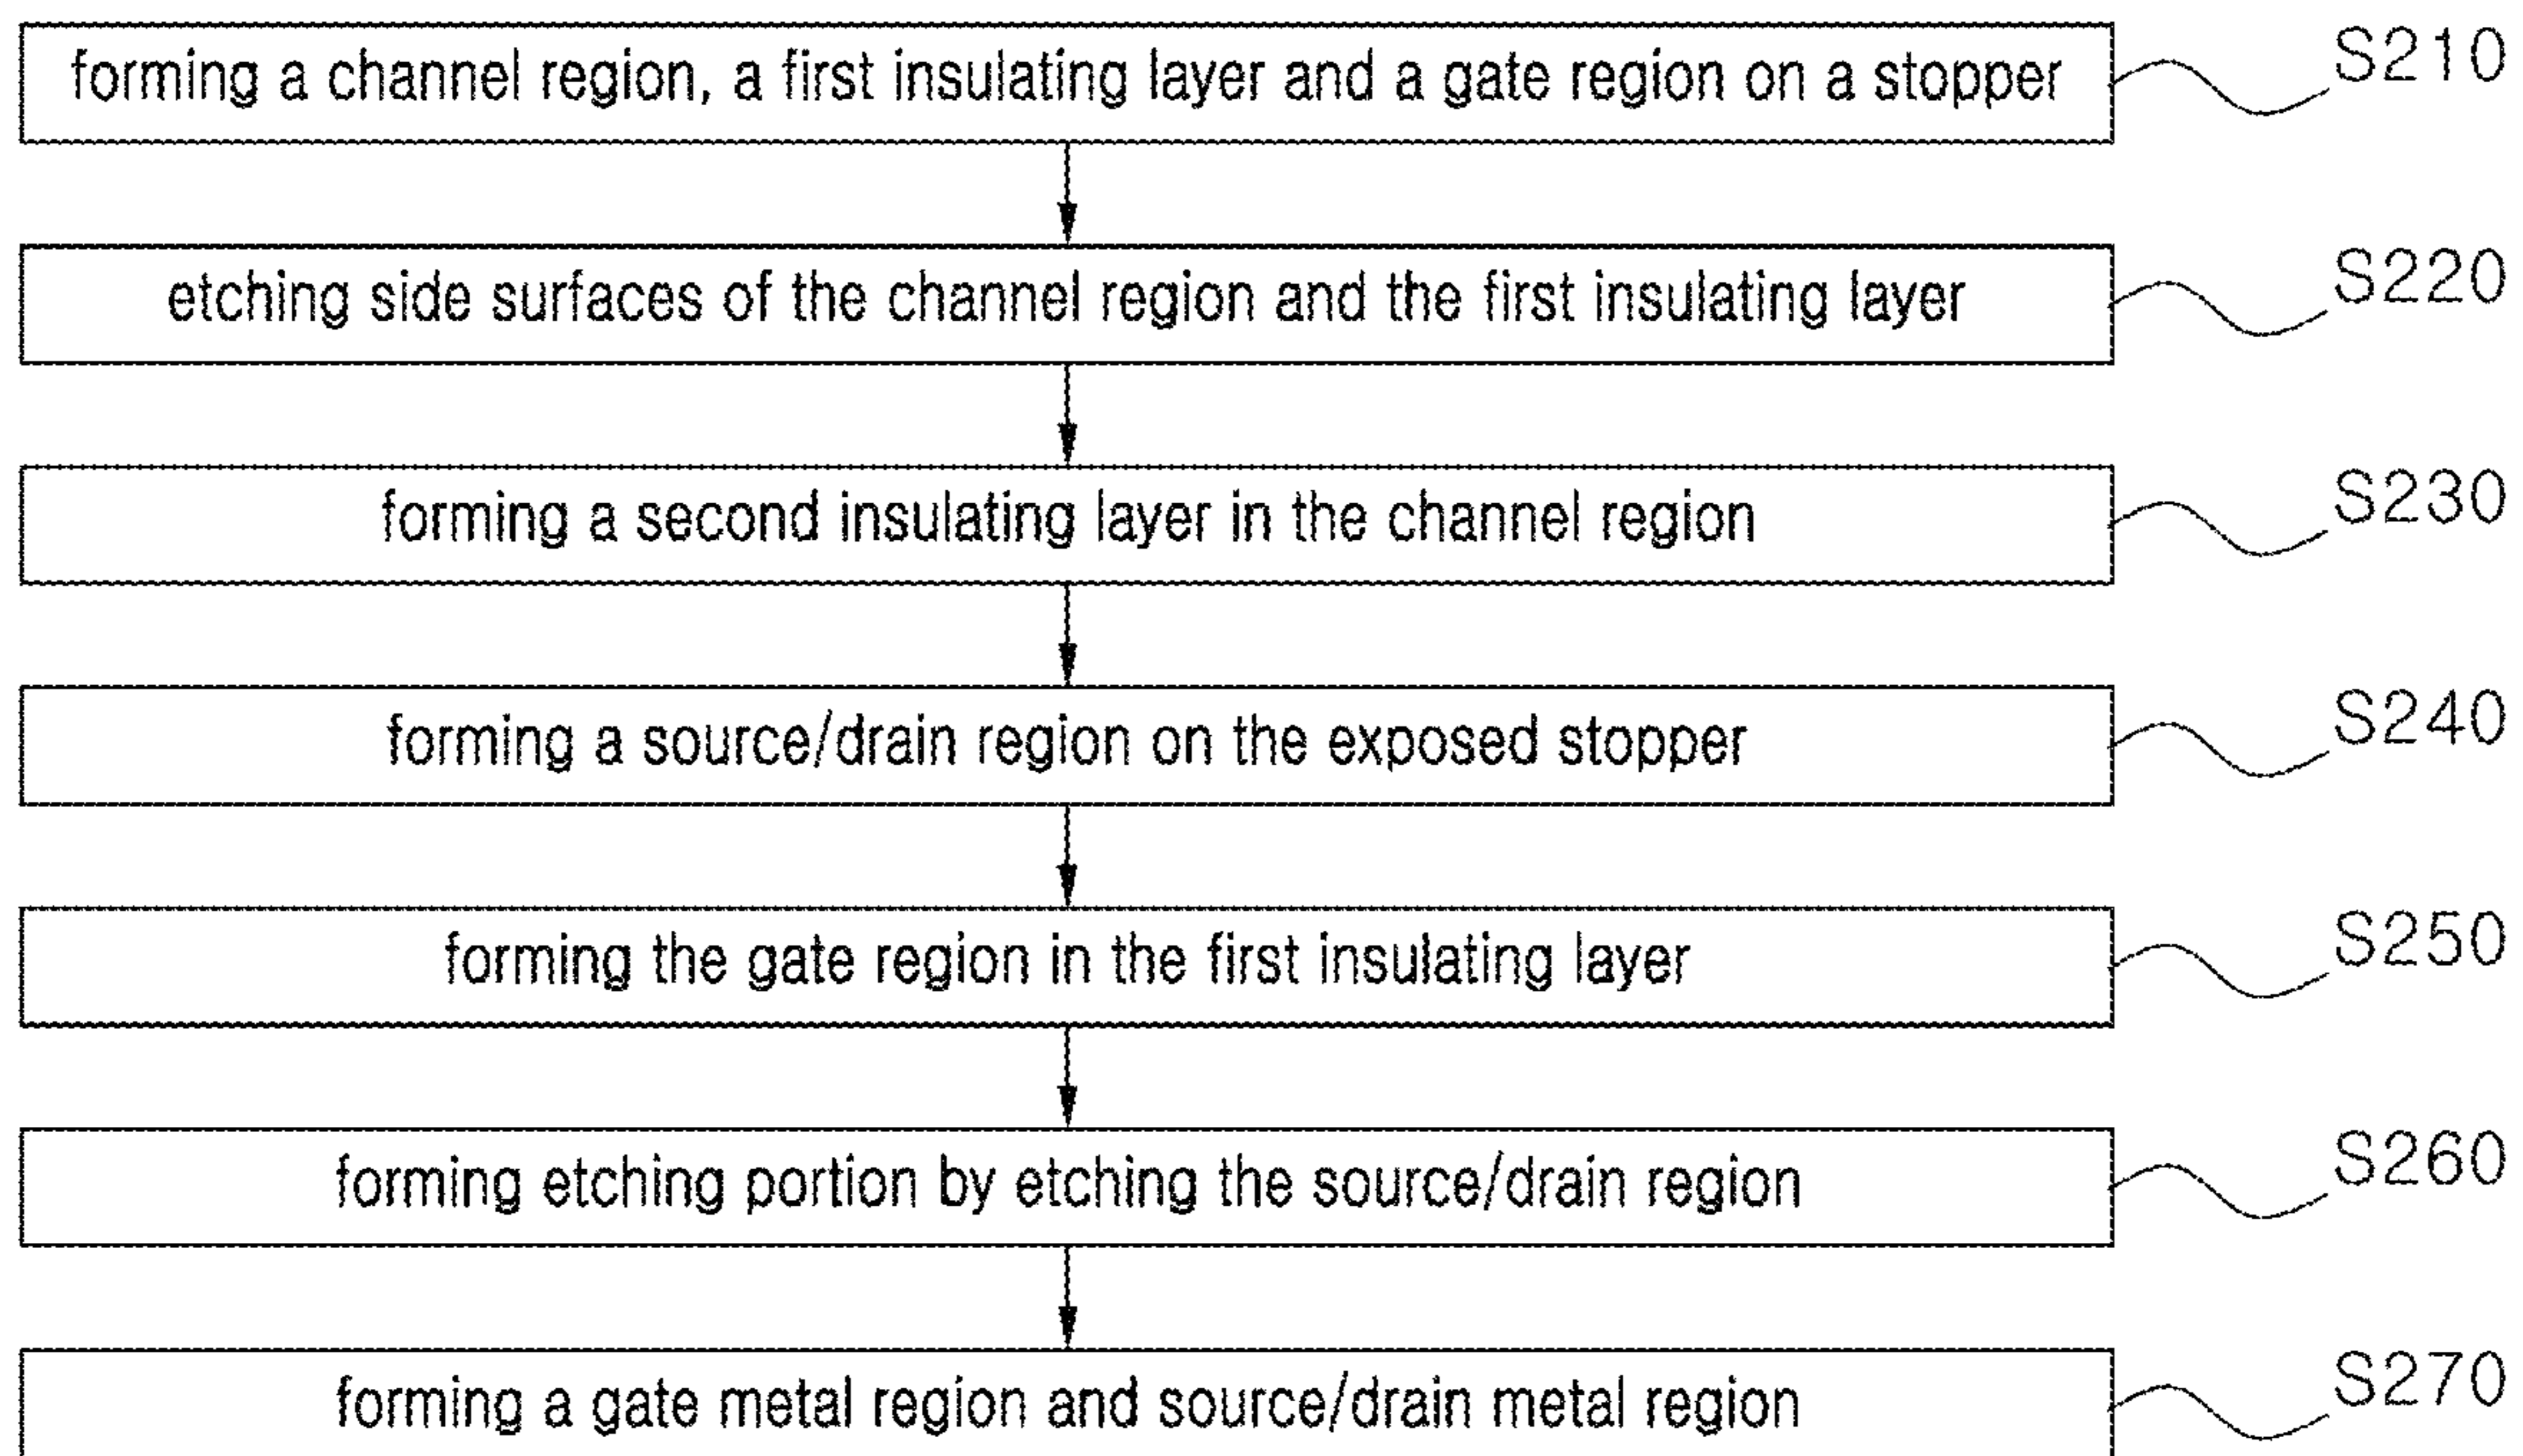 forming a channel region, a first insulating layer and a gate region on a stopper S210
etching side surfaces of the channel region and the first insulating layer S220
forming a second insulating layer in the channel region S230
forming a source/drain region on the exposed stopper S240
forming the gate region in the first insulating layer S250
forming etching portion by etching the source/drain region S260
forming a gate metal region and source/drain metal region S270